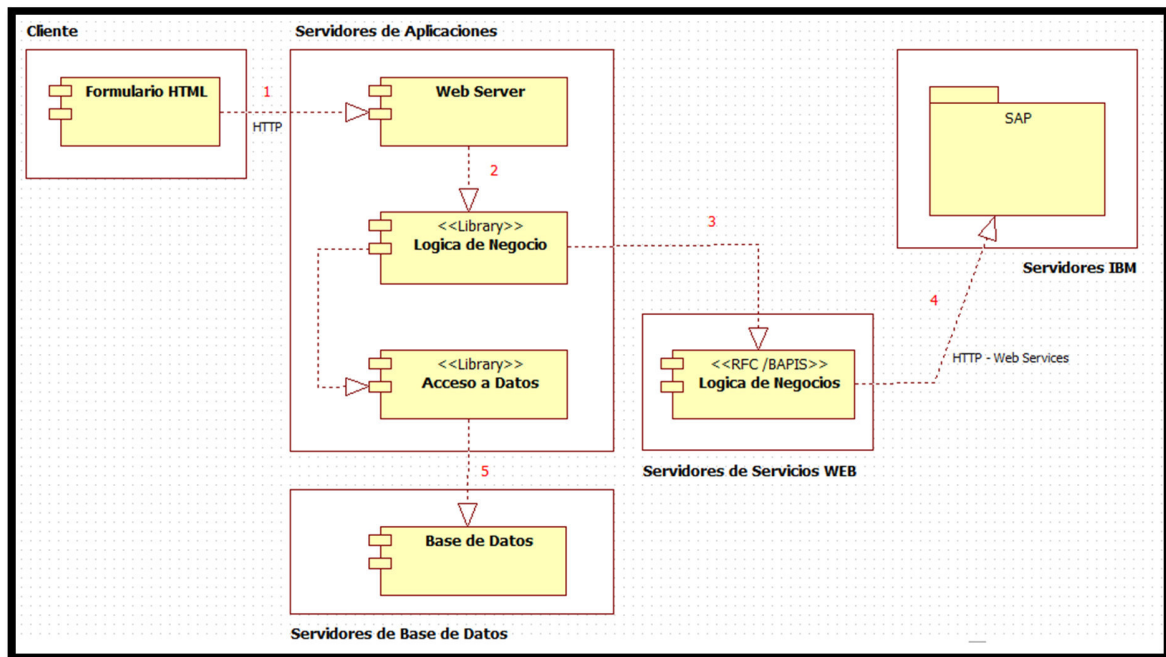 Cliente
Servidores de Aplicaciones
Formulario HTML
1
HTTP
Web Server
2
<<Library>>
Logica de Negocio
3
<<Library>>
Acceso a Datos
5
Base de Datos
Servidores de Base de Datos
<<RFC /BAPIS>>
Logica de Negocios
Servidores de Servicios WEB
4
HTTP - Web Services
SAP
Servidores IBM